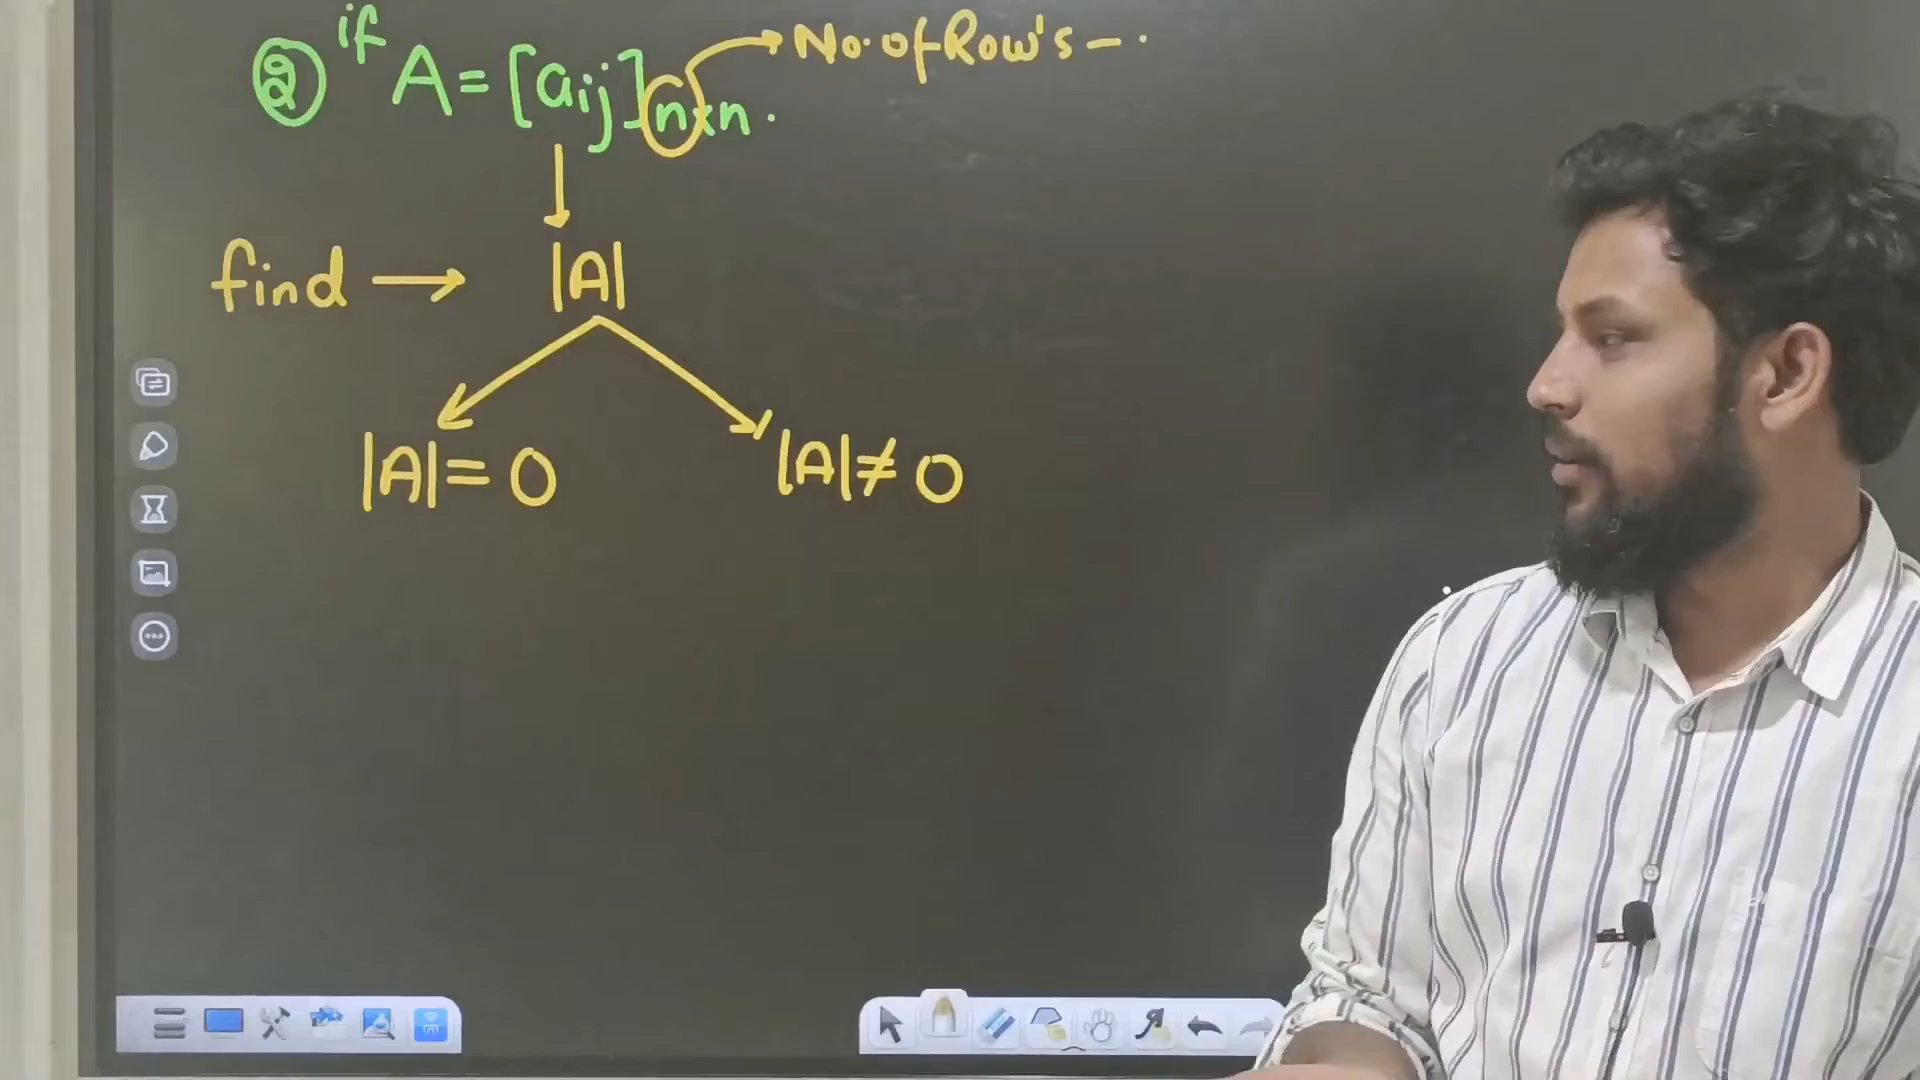 ② if A = [aij]n×n. → No. of Row's – .
find → |A|
|A| = 0
|A| ≠ 0